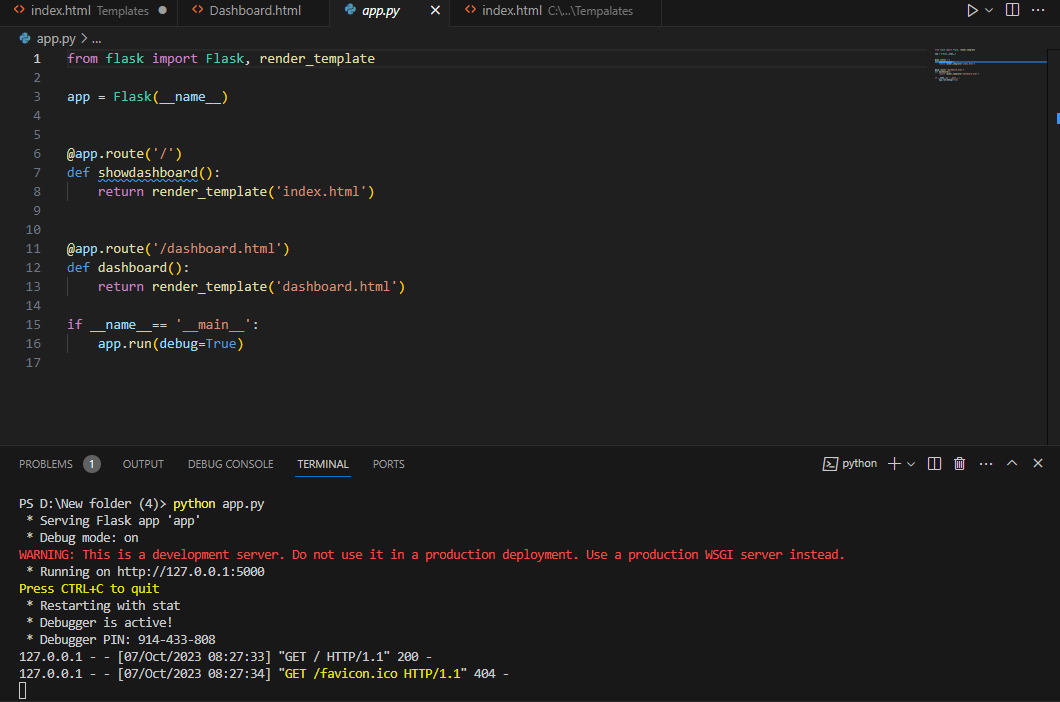 index.html Templates
Dashboard.html
app.py
index.html C:\...\Tempalates
app.py > ...
1 from flask import Flask, render_template
2
3 app = Flask(__name__)
4
5
6 @app.route('/')
7 def showdashboard():
8 return render_template('index.html')
9
10
11 @app.route('/dashboard.html')
12 def dashboard():
13 return render_template('dashboard.html')
14
15 if __name__== '__main__':
16 app.run(debug=True)
17
PROBLEMS 1 OUTPUT DEBUG CONSOLE TERMINAL PORTS
python
PS D:\New folder (4)> python app.py
* Serving Flask app 'app'
* Debug mode: on
WARNING: This is a development server. Do not use it in a production deployment. Use a production WSGI server instead.
* Running on http://127.0.0.1:5000
Press CTRL+C to quit
* Restarting with stat
* Debugger is active!
* Debugger PIN: 914-433-808
127.0.0.1 - - [07/Oct/2023 08:27:33] "GET / HTTP/1.1" 200 -
127.0.0.1 - - [07/Oct/2023 08:27:34] "GET /favicon.ico HTTP/1.1" 404 -